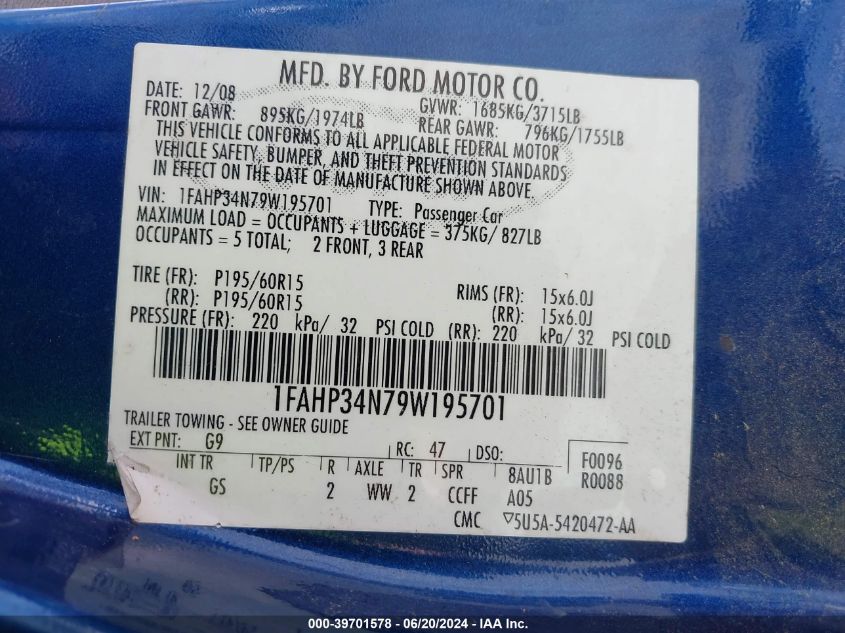 MFD. BY FORD MOTOR CO.
DATE: 12/08 GVWR: 1685KG/3715LB
FRONT GAWR: 895KG/1974LB REAR GAWR: 796KG/1755LB
THIS VEHICLE CONFORMS TO ALL APPLICABLE FEDERAL MOTOR
VEHICLE SAFETY, BUMPER, AND THEFT PREVENTION STANDARDS
IN EFFECT ON THE DATE OF MANUFACTURE SHOWN ABOVE.
VIN: 1FAHP34N79W195701 TYPE: Passenger Car
MAXIMUM LOAD = OCCUPANTS + LUGGAGE = 375KG/ 827LB
OCCUPANTS = 5 TOTAL; 2 FRONT, 3 REAR
TIRE (FR): P195/60R15 RIMS (FR): 15x6.0J
(RR): P195/60R15 (RR): 15x6.0J
PRESSURE (FR): 220 kPa/ 32 PSI COLD (RR): 220 kPa/ 32 PSI COLD
1FAHP34N79W195701
TRAILER TOWING - SEE OWNER GUIDE
EXT PNT: G9 RC: 47 DSO: F0096
INT TR TP/PS R AXLE TR SPR 8AU1B R0088
GS 2 WW 2 CCFF A05
CMC ▽5U5A-5420472-AA
000-39701578 — 06/20/2024 — IAA, Inc.